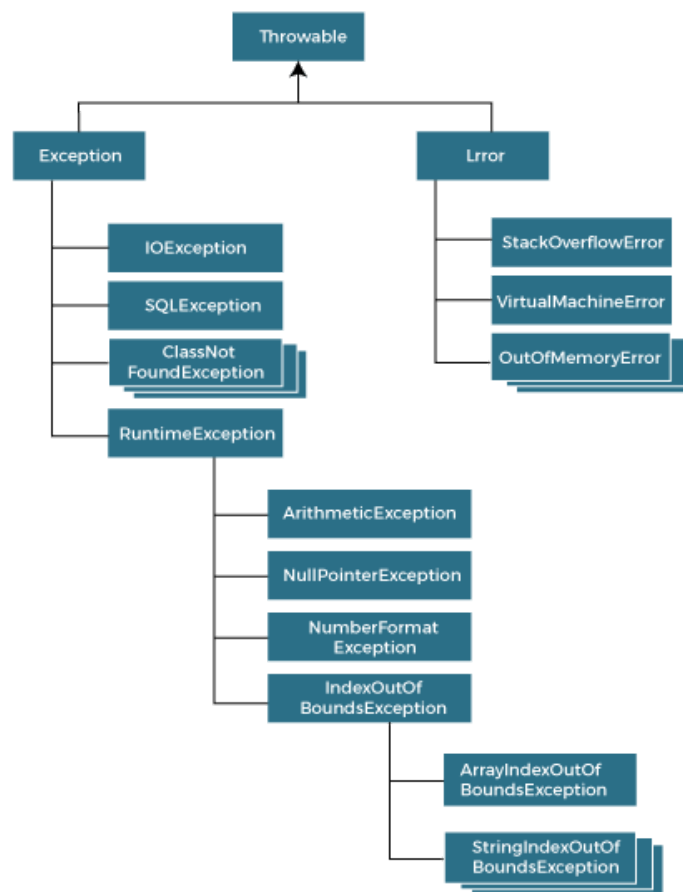 Throwable
Exception
Lrror
IOException
StackOverflowError
SQLException
VirtualMachineError
ClassNot
FoundException
OutOfMemoryError
RuntimeException
ArithmeticException
NullPointerException
NumberFormat
Exception
IndexOutOf
BoundsException
ArrayIndexOutOf
BoundsException
StringIndexOutOf
BoundsException